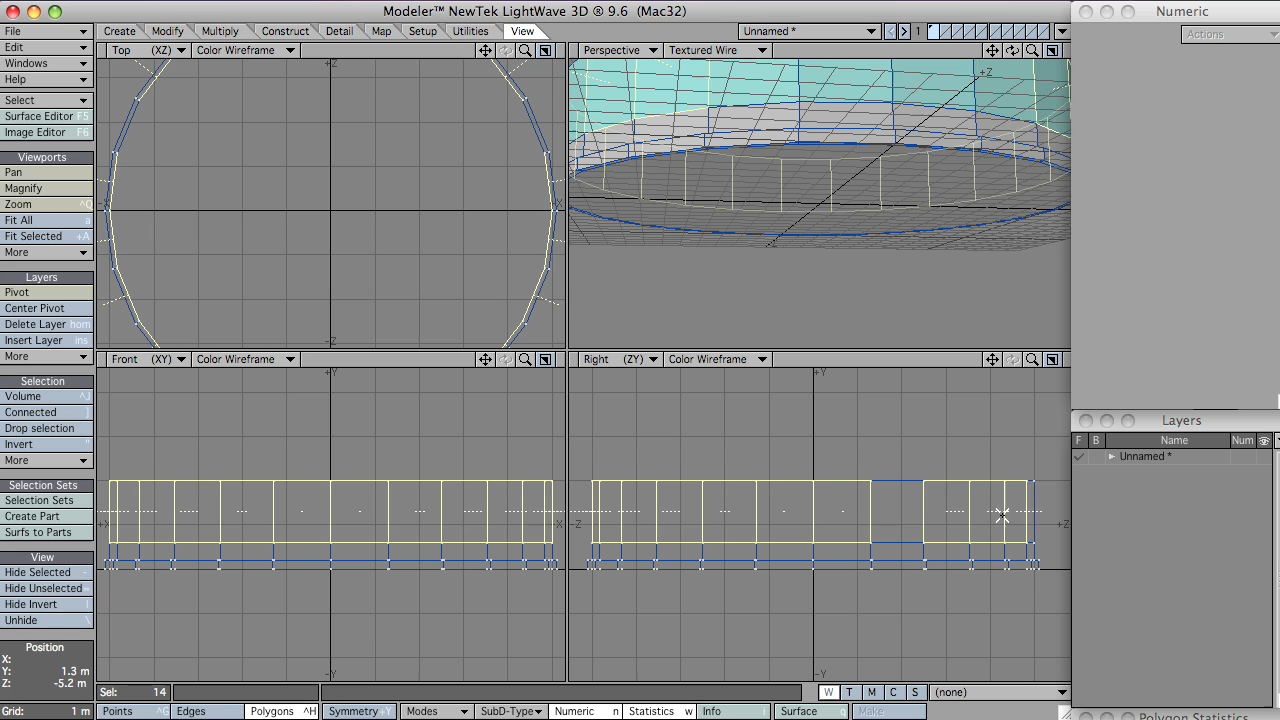 Modeler™ NewTek LightWave 3D ® 9.6 (Mac32)
Numeric
File
Edit
Windows
Help
Create Modify Multiply Construct Detail Map Setup Utilities View
Unnamed * 1
Actions
Top (XZ) Color Wireframe
Perspective Textured Wire
Select
Surface Editor F5
Image Editor F6
Viewports
Pan
Magnify
Zoom ^Q
Fit All a
Fit Selected +A
More
Layers
Pivot
Center Pivot
Delete Layer hom
Insert Layer ins
More
+Z
-Z
+Z
Front (XY) Color Wireframe
Right (ZY) Color Wireframe
Selection
Volume ^J
Connected ]
Drop selection
Invert "
More
Selection Sets
Selection Sets
Create Part
Surfs to Parts
View
Hide Selected -
Hide Unselected =
Hide Invert |
Unhide \
+Y
+X
X
-Y
+Y
-Z
+Z
-Y
Layers
F B Name Num
Unnamed *
Position
X:
Y: 1.3 m
Z: -5.2 m
Grid: 1 m
Sel: 14
W T M C S (none)
Points ^G Edges Polygons ^H Symmetry +Y Modes SubD-Type Numeric n Statistics w Info i Surface q Make
Polygon Statistics